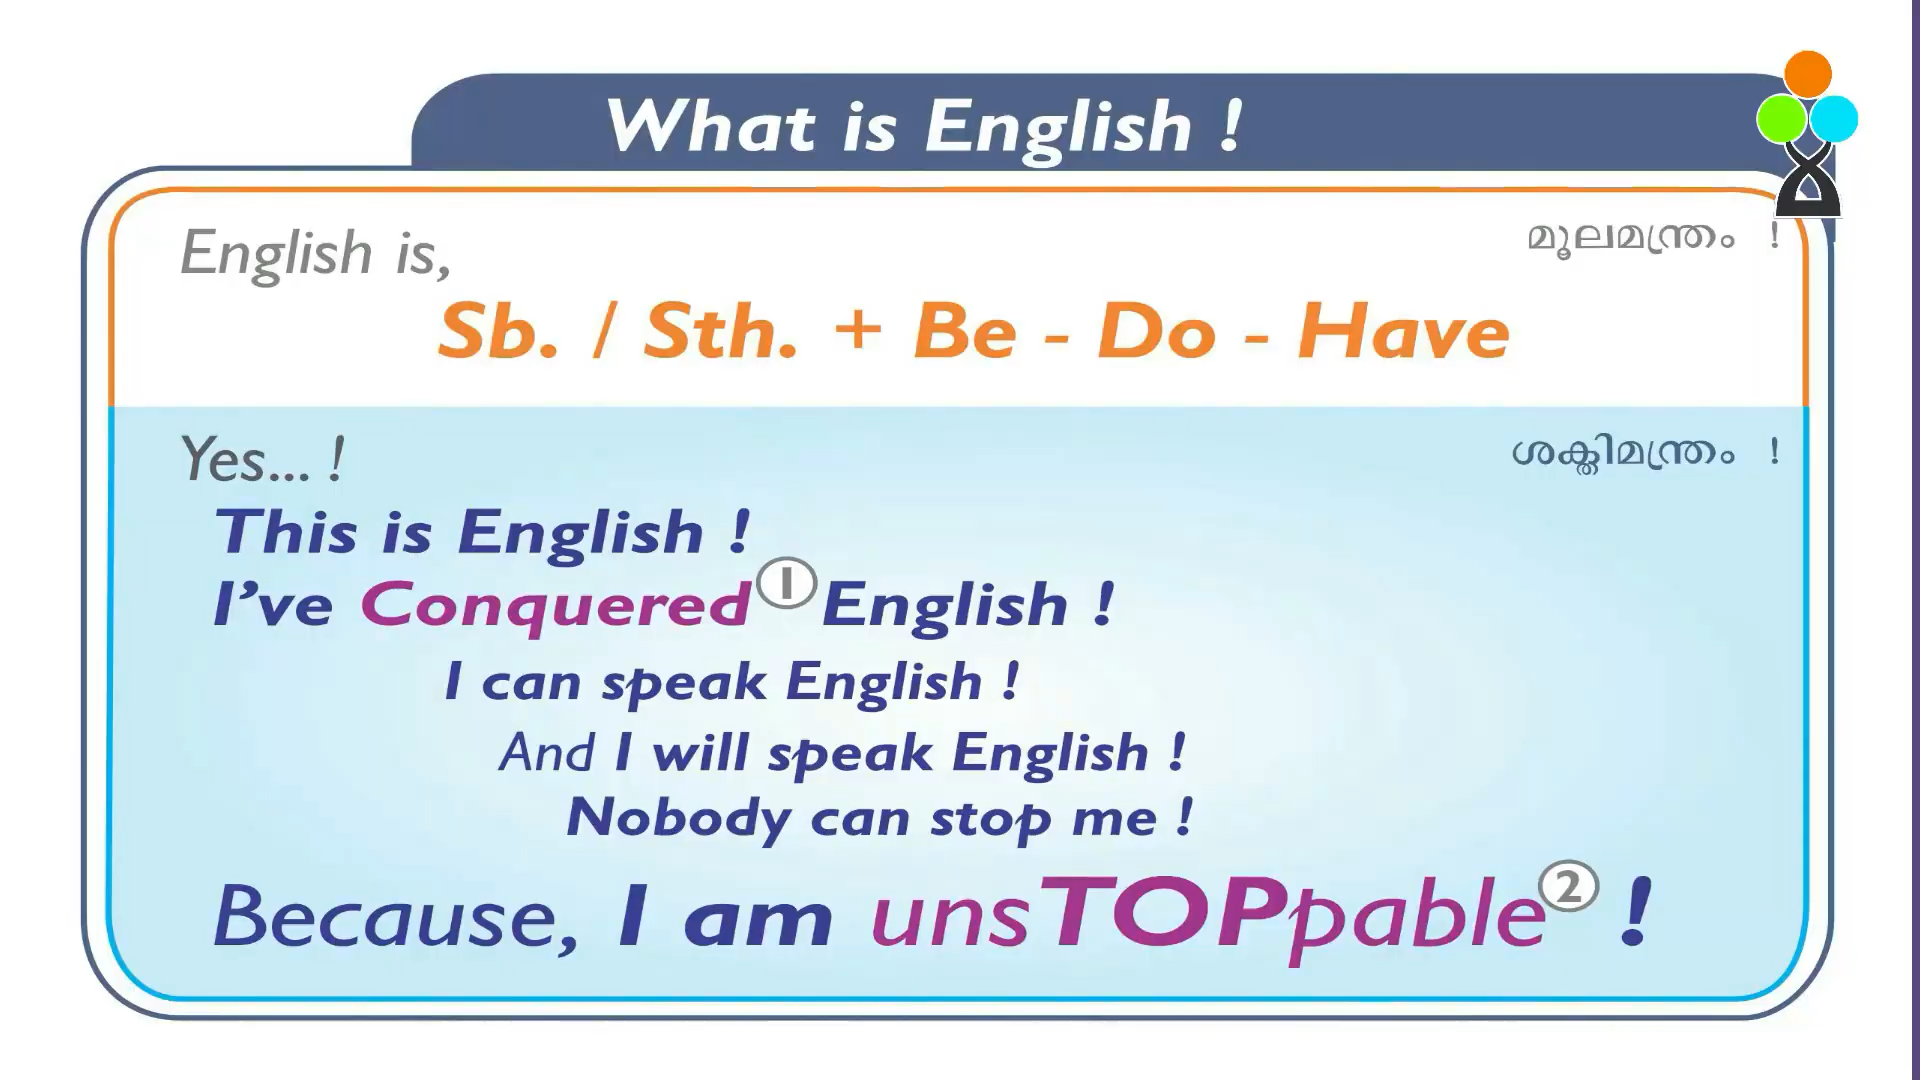 What is English !
English is,
മൂലമന്ത്രം !
Sb. / Sth. + Be - Do - Have
Yes... !
ശക്തിമന്ത്രം !
This is English !
I’ve Conquered ① English !
I can speak English !
And I will speak English !
Nobody can stop me !
Because, I am unsTOPpable ② !